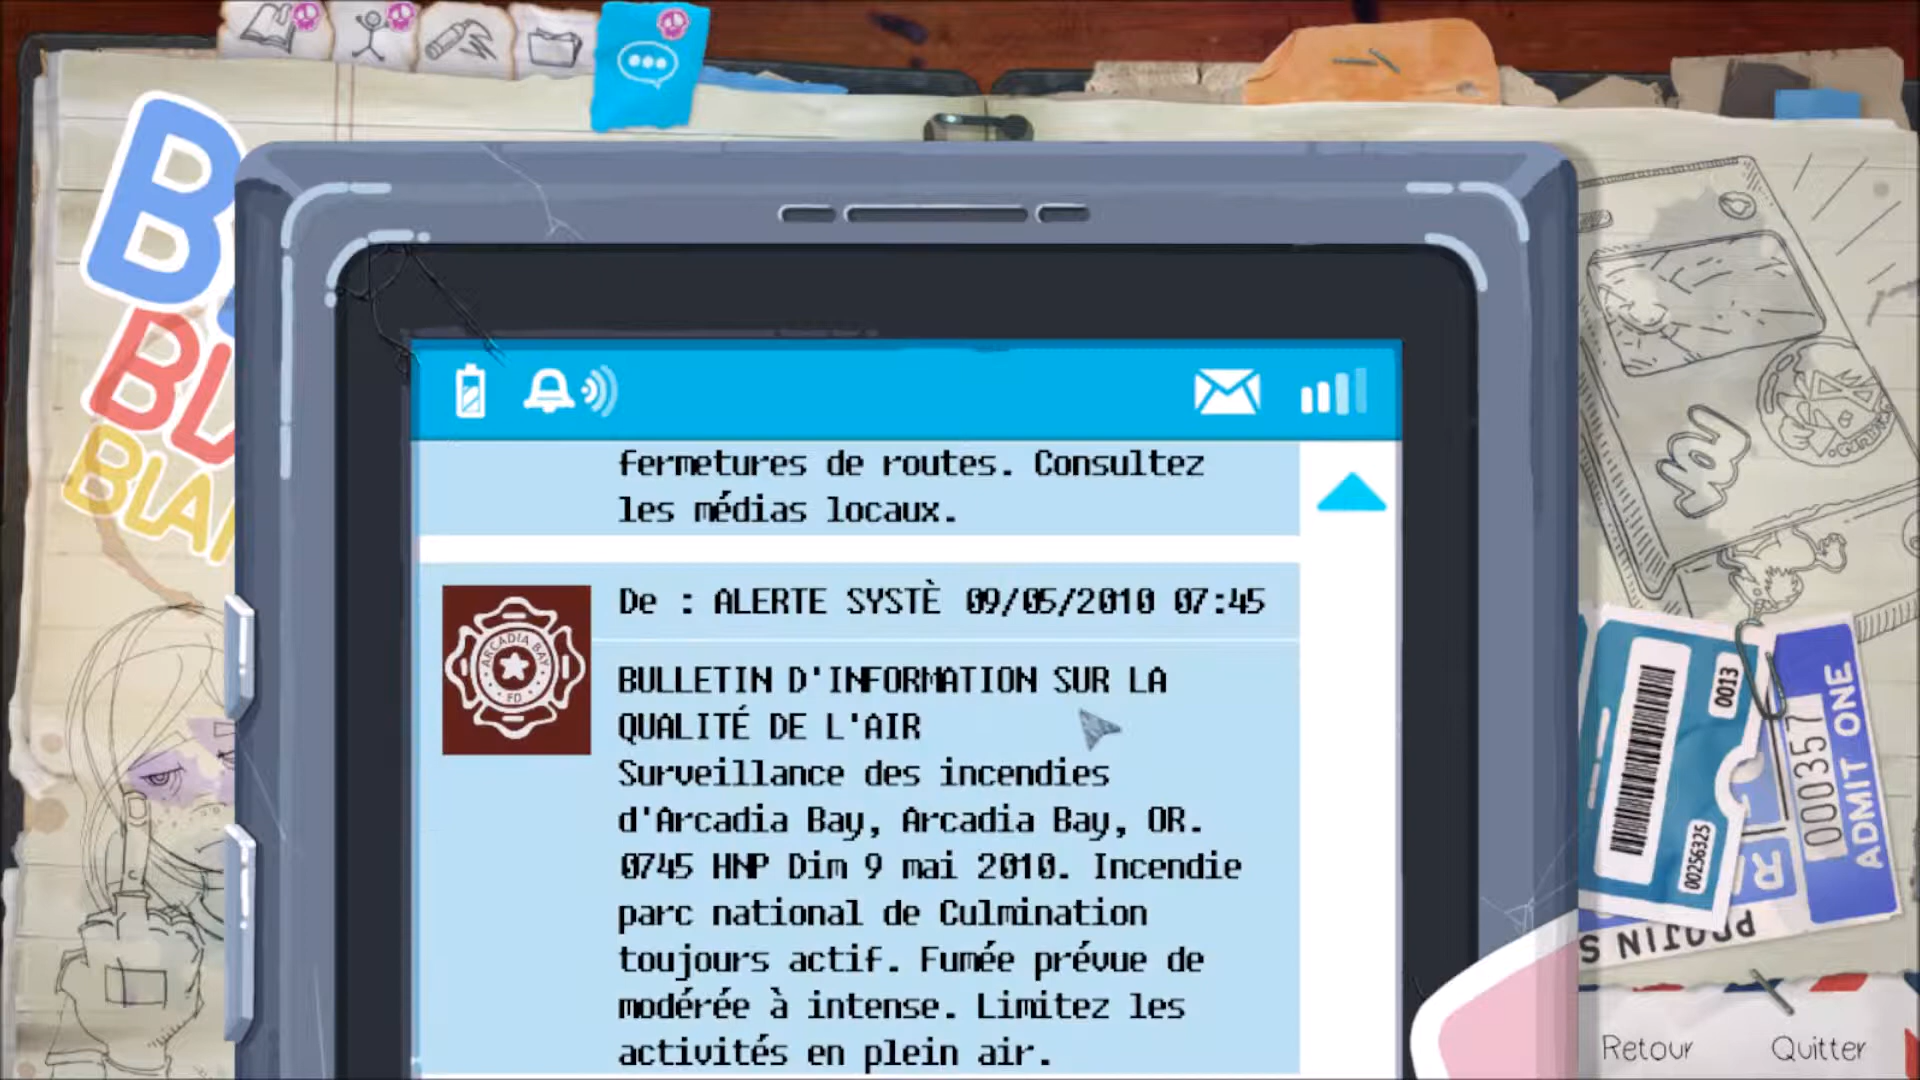 fermetures de routes. Consultez
les médias locaux.
De : ALERTE SYSTÈ 09/05/2010 07:45
BULLETIN D'INFORMATION SUR LA
QUALITÉ DE L'AIR
Surveillance des incendies
d'Arcadia Bay, Arcadia Bay, OR.
0745 HNP Dim 9 mai 2010. Incendie
parc national de Culmination
toujours actif. Fumée prévue de
modérée à intense. Limitez les
activités en plein air.
ARCADIA BAY
FD
BLA
0013
00256325
000357
ADMIT ONE
Retour
Quitter